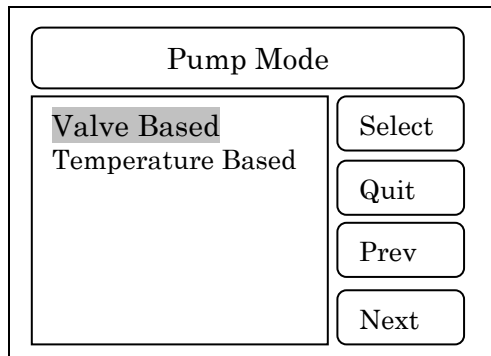 Pump Mode
Valve Based
Temperature Based
Select
Quit
Prev
Next